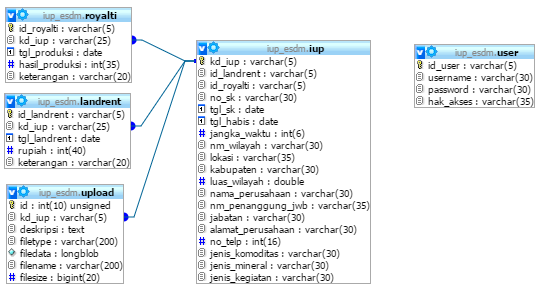 iup_esdm.royalti
id_royalti : varchar(5)
kd_iup : varchar(25)
tgl_produksi : date
hasil_produksi : int(35)
keterangan : varchar(20)
iup_esdm.landrent
id_landrent : varchar(5)
kd_iup : varchar(25)
tgl_landrent : date
rupiah : int(40)
keterangan : varchar(20)
iup_esdm.upload
id : int(10) unsigned
kd_iup : varchar(5)
deskripsi : text
filetype : varchar(200)
filedata : longblob
filename : varchar(200)
filesize : bigint(20)
iup_esdm.iup
kd_iup : varchar(5)
id_landrent : varchar(5)
id_royalti : varchar(5)
no_sk : varchar(30)
tgl_sk : date
tgl_habis : date
jangka_waktu : int(6)
nm_wilayah : varchar(30)
lokasi : varchar(35)
kabupaten : varchar(30)
luas_wilayah : double
nama_perusahaan : varchar(30)
nm_penanggung_jwb : varchar(35)
jabatan : varchar(30)
alamat_perusahaan : varchar(30)
no_telp : int(16)
jenis_komoditas : varchar(30)
jenis_mineral : varchar(30)
jenis_kegiatan : varchar(30)
iup_esdm.user
id_user : varchar(5)
username : varchar(30)
password : varchar(30)
hak_akses : varchar(35)